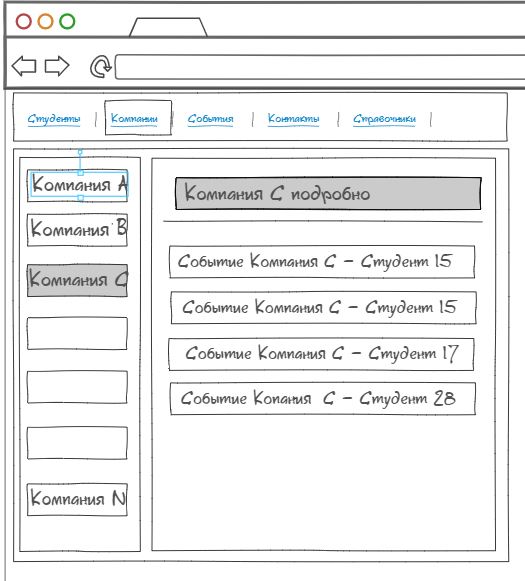 Студенты | Компании | События | Контакты | Справочники |
Компания A
Компания B
Компания C
Компания N
Компания C подробно
Событие Компания C - Студент 15
Событие Компания C - Студент 15
Событие Компания C - Студент 17
Событие Копания C - Студент 28